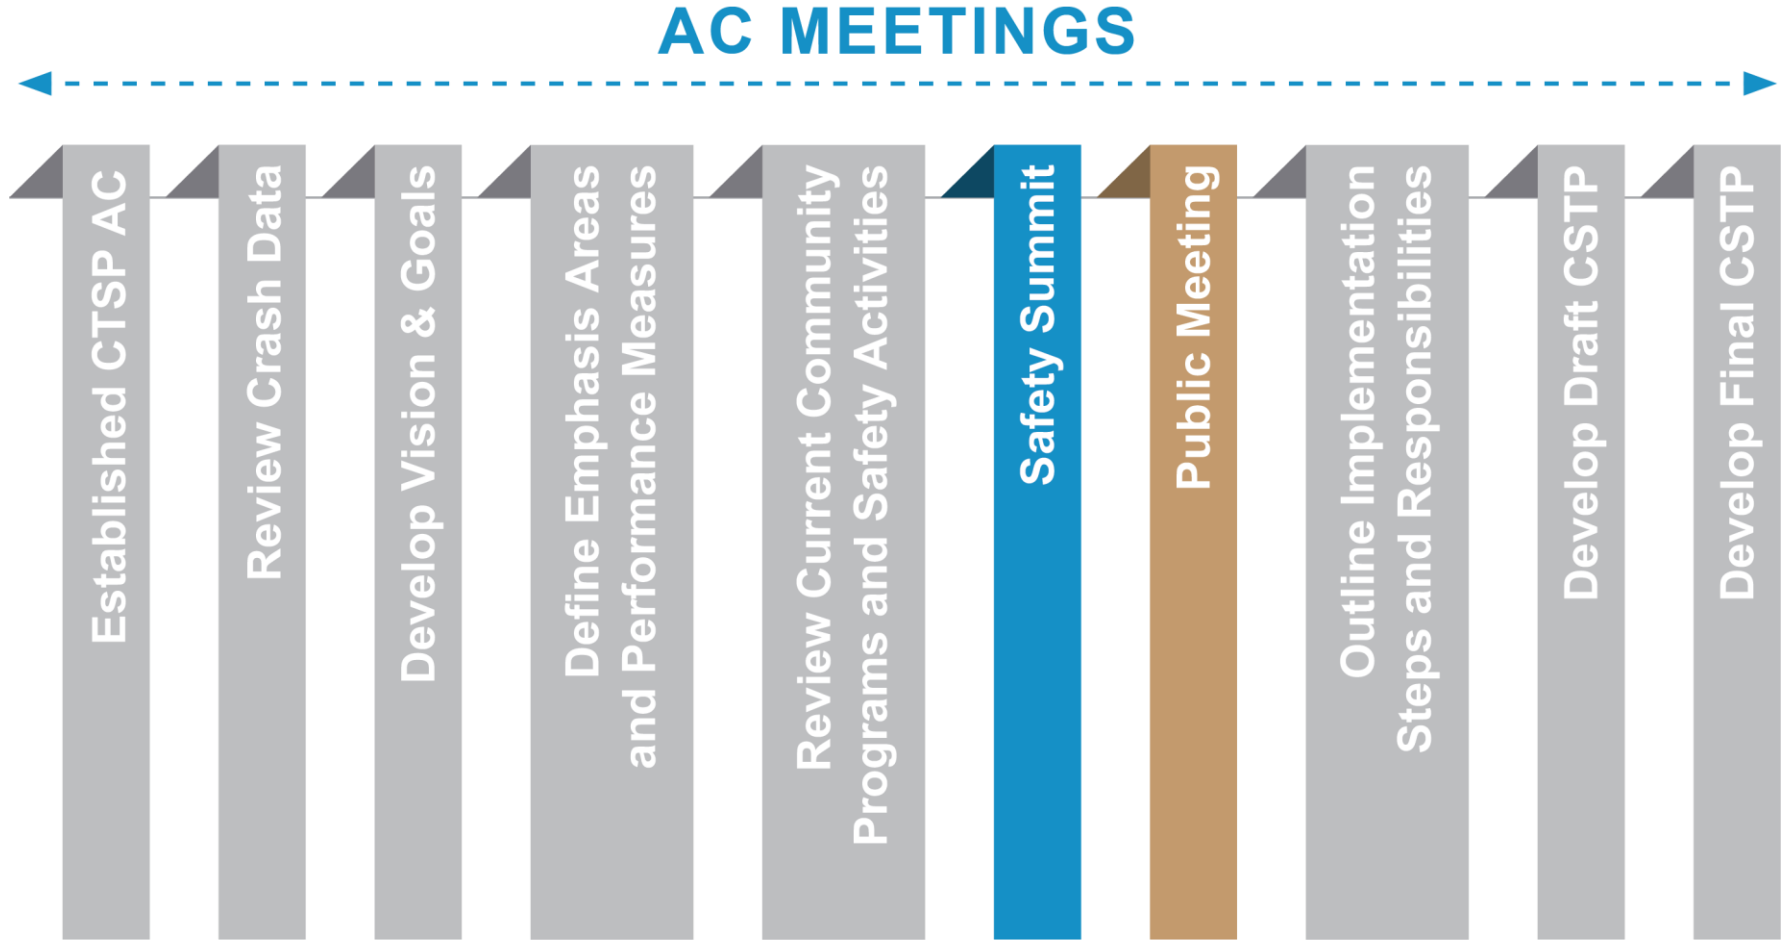 AC MEETINGS
Established CTSP AC
Review Crash Data
Develop Vision & Goals
Define Emphasis Areas
and Performance Measures
Review Current Community
Programs and Safety Activities
Safety Summit
Public Meeting
Outline Implementation
Steps and Responsibilities
Develop Draft CSTP
Develop Final CSTP